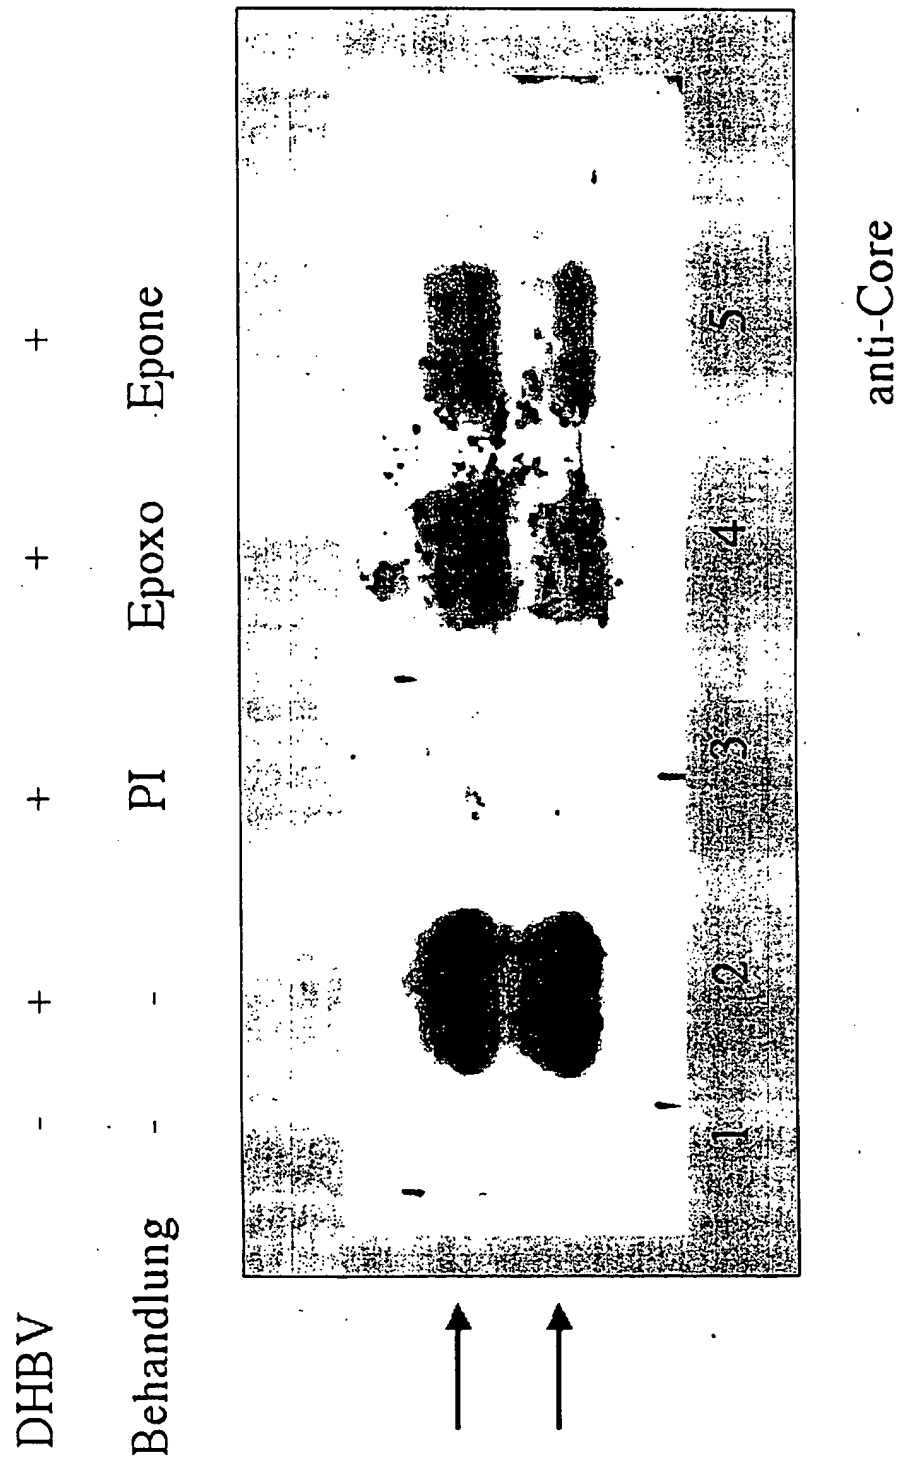 DHBV - + + + +
Behandlung - - PI Epoxo Epone
1 2 3 4 5
anti-Core